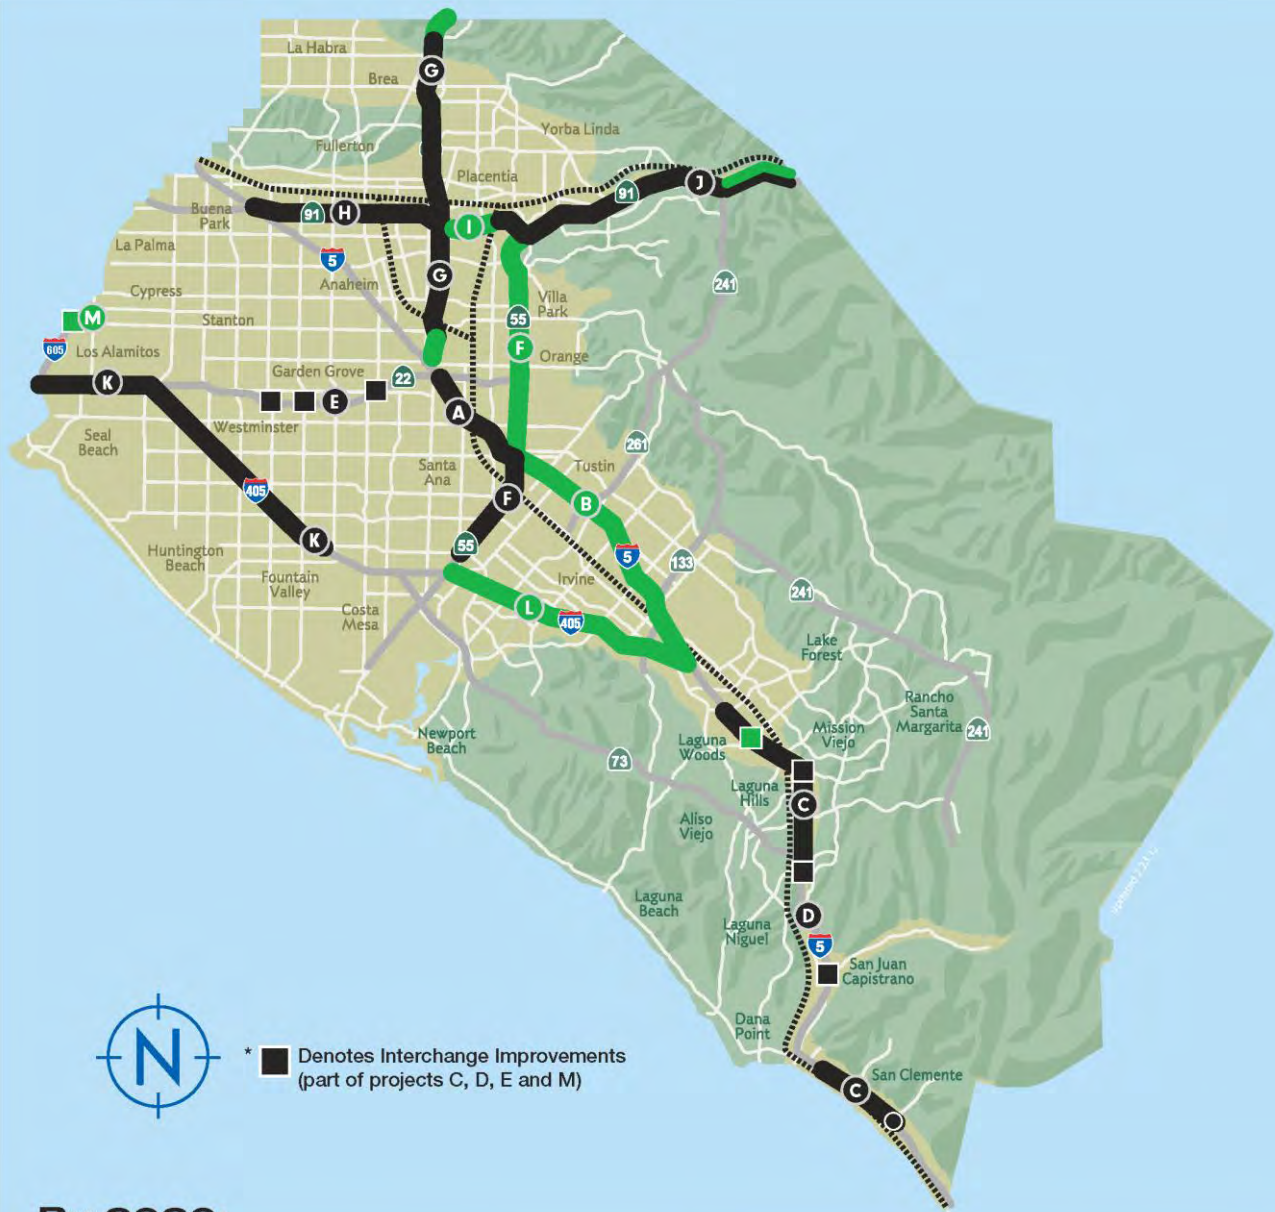 La Habra
G
Brea
Yorba Linda
Fullerton
Placentia
J
91
Buena
Park
91
H
I
La Palma
5
G
Anaheim
241
Cypress
Villa
Park
Stanton
55
M
605
Los Alamitos
F
Orange
Garden Grove
22
K
E
A
Westminster
Seal
Beach
261
Santa
Ana
Tustin
405
F
B
K
55
5
Huntington
Beach
133
Fountain
Valley
Irvine
241
Costa
Mesa
L
405
Lake
Forest
Rancho
Santa
Margarita
241
Newport
Beach
Laguna
Woods
Mission
Viejo
73
Laguna
Hills
C
Aliso
Viejo
Laguna
Beach
D
Laguna
Niguel
5
San Juan
Capistrano
Dana
Point
N
* Denotes Interchange Improvements
(part of projects C, D, E and M)
San Clemente
C